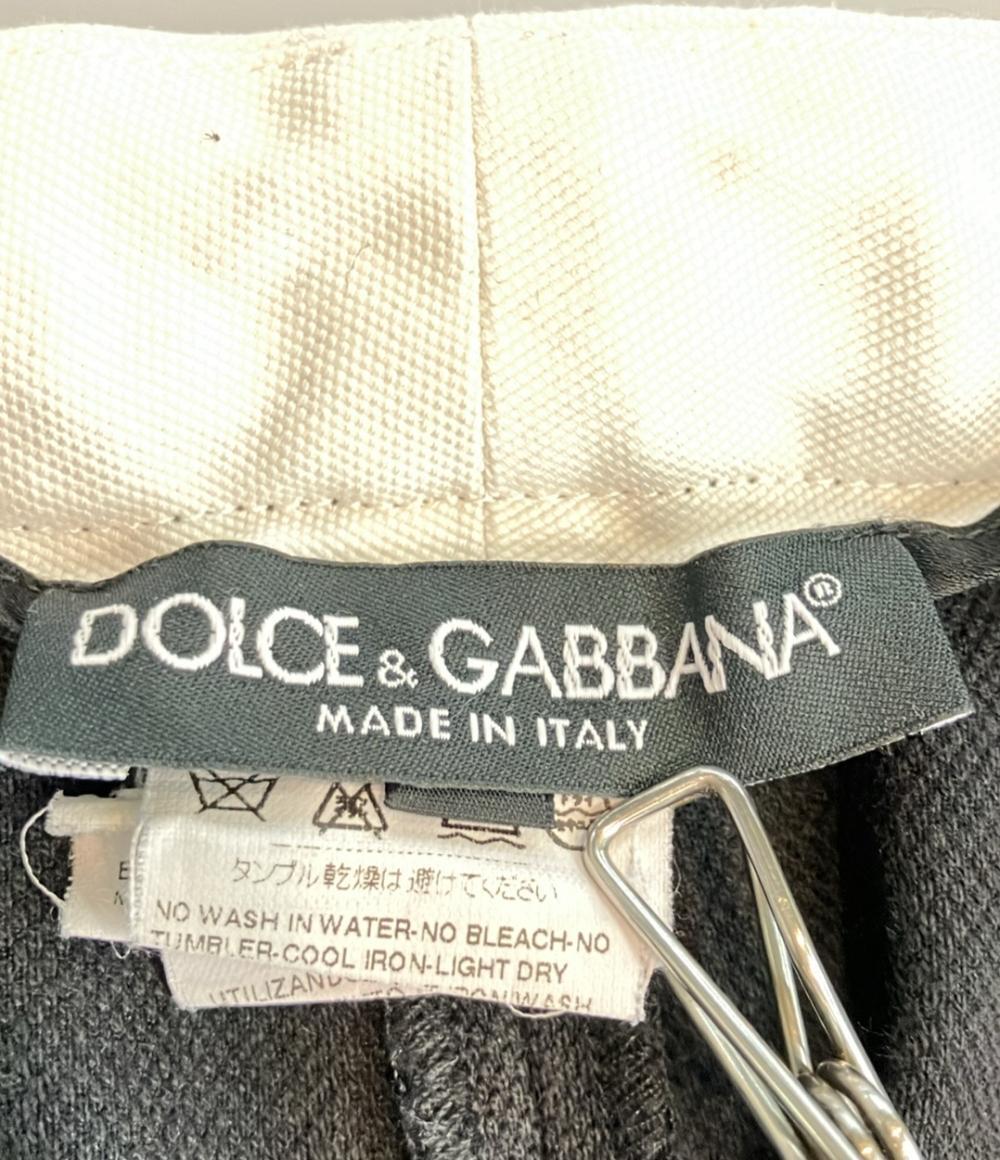 DOLCE & GABBANA®
MADE IN ITALY
タンブル乾燥は避けてください
NO WASH IN WATER-NO BLEACH-NO
TUMBLER-COOL IRON-LIGHT DRY